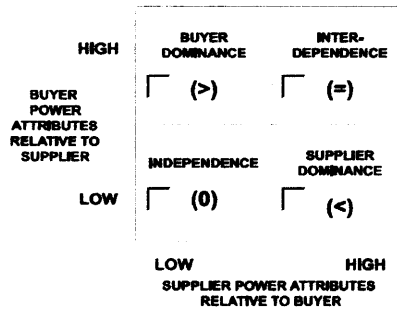 HIGH
BUYER
POWER
ATTRIBUTES
RELATIVE TO
SUPPLIER
LOW
BUYER
DOMINANCE
(>)
INTER-
DEPENDENCE
(=)
INDEPENDENCE
(0)
SUPPLIER
DOMINANCE
(<)
LOW
HIGH
SUPPLIER POWER ATTRIBUTES
RELATIVE TO BUYER